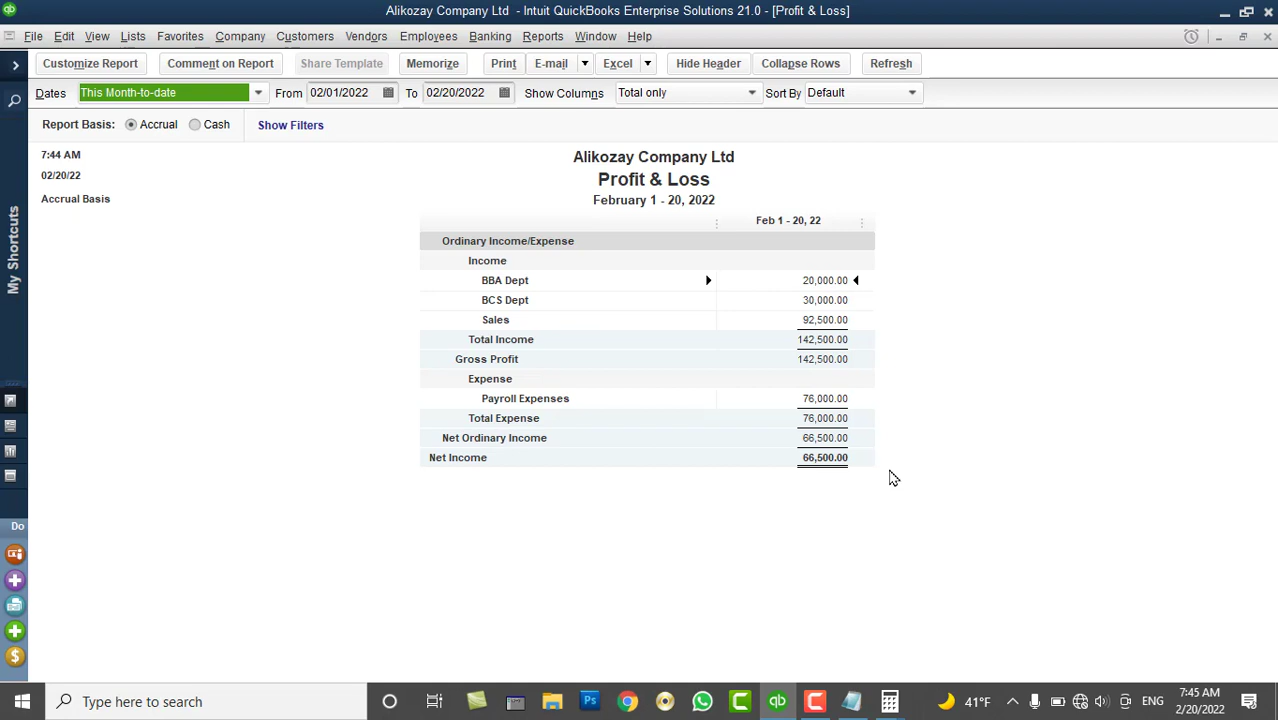 Alikozay Company Ltd - Intuit QuickBooks Enterprise Solutions 21.0 - [Profit & Loss]
File Edit View Lists Favorites Company Customers Vendors Employees Banking Reports Window Help
Customize Report Comment on Report Share Template Memorize Print E-mail Excel Hide Header Collapse Rows Refresh
Dates This Month-to-date From 02/01/2022 To 02/20/2022 Show Columns Total only Sort By Default
Report Basis: Accrual Cash Show Filters
7:44 AM
02/20/22
Accrual Basis
My Shortcuts
Do
Alikozay Company Ltd
Profit & Loss
February 1 - 20, 2022
Feb 1 - 20, 22
Ordinary Income/Expense
Income
BBA Dept 20,000.00
BCS Dept 30,000.00
Sales 92,500.00
Total Income 142,500.00
Gross Profit 142,500.00
Expense
Payroll Expenses 76,000.00
Total Expense 76,000.00
Net Ordinary Income 66,500.00
Net Income 66,500.00
Type here to search
Ps
qb
41°F
ENG
7:45 AM
2/20/2022